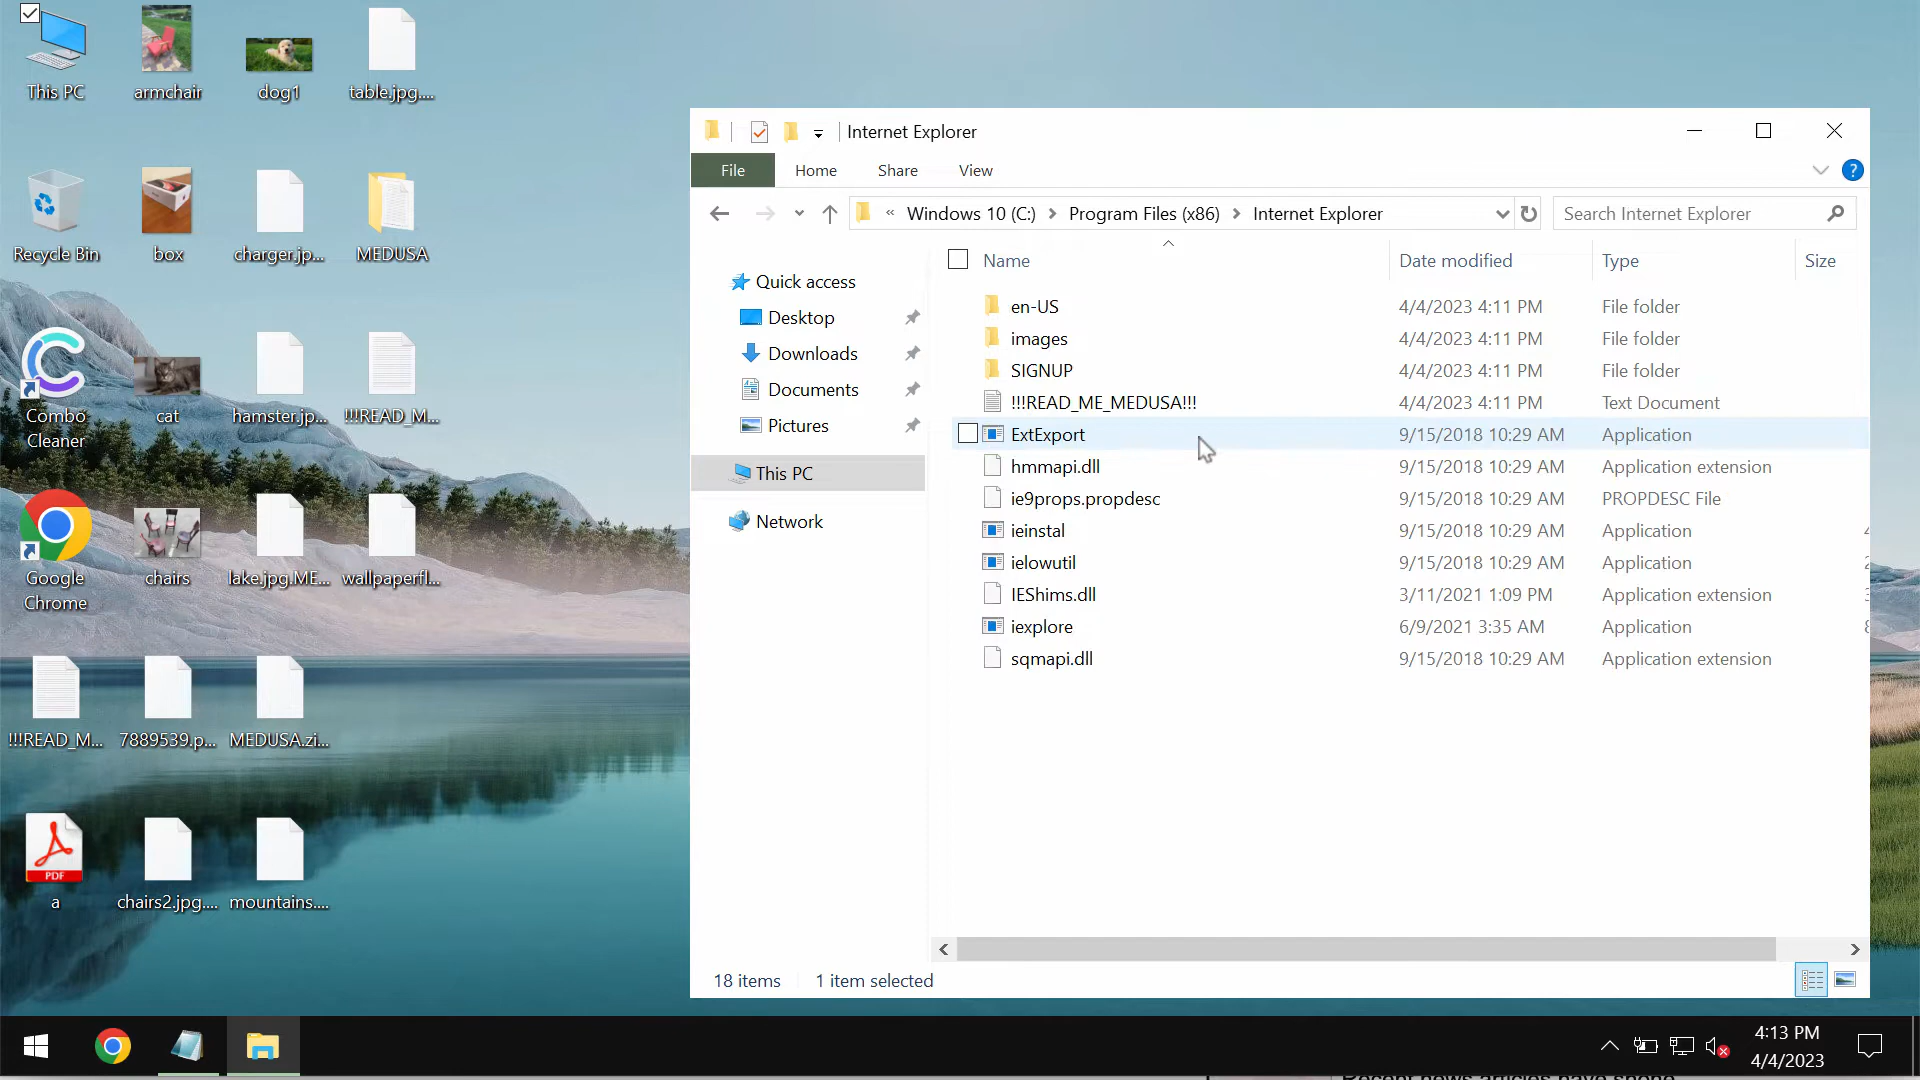 This PC
armchair
dog1
table.jpg....
Recycle Bin
box
charger.jp...
MEDUSA
Combo
Cleaner
cat
hamster.jp...
!!!READ_M...
Google
Chrome
chairs
lake.jpg.ME...
wallpaperfl...
!!!READ_M...
7889539.p...
MEDUSA.zi...
PDF
a
chairs2.jpg....
mountains....
Internet Explorer
File Home Share View
« Windows 10 (C:) > Program Files (x86) > Internet Explorer
Search Internet Explorer
Quick access
Desktop
Downloads
Documents
Pictures
This PC
Network
Name Date modified Type Size
en-US 4/4/2023 4:11 PM File folder
images 4/4/2023 4:11 PM File folder
SIGNUP 4/4/2023 4:11 PM File folder
!!!READ_ME_MEDUSA!!! 4/4/2023 4:11 PM Text Document
ExtExport 9/15/2018 10:29 AM Application
hmmapi.dll 9/15/2018 10:29 AM Application extension
ie9props.propdesc 9/15/2018 10:29 AM PROPDESC File
ieinstal 9/15/2018 10:29 AM Application
ielowutil 9/15/2018 10:29 AM Application
IEShims.dll 3/11/2021 1:09 PM Application extension
iexplore 6/9/2021 3:35 AM Application
sqmapi.dll 9/15/2018 10:29 AM Application extension
18 items 1 item selected
4:13 PM
4/4/2023